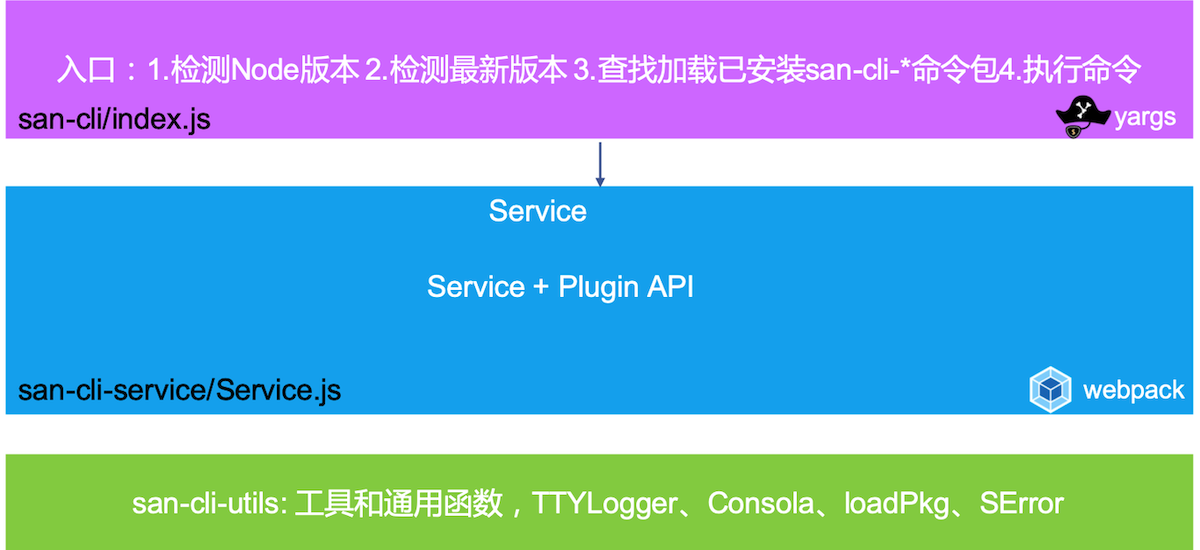 入口：1.检测Node版本 2.检测最新版本 3.查找加载已安装san-cli-*命令包4.执行命令
san-cli/index.js
yargs
Service
Service + Plugin API
san-cli-service/Service.js
webpack
san-cli-utils: 工具和通用函数，TTYLogger、Consola、loadPkg、SError